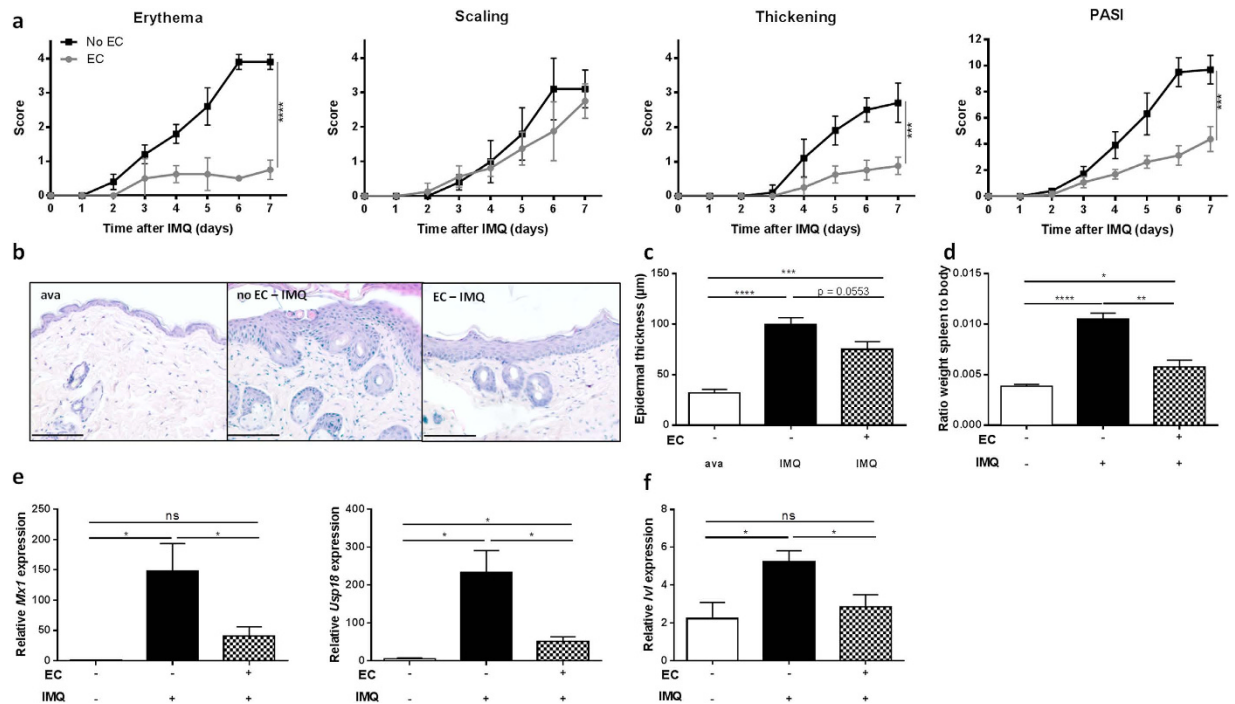 a
Erythema
Scaling
Thickening
PASI
No EC
EC
Score
4
3
2
1
0
0 1 2 3 4 5 6 7
Time after IMQ (days)
****
Score
4
3
2
1
0
0 1 2 3 4 5 6 7
Time after IMQ (days)
Score
4
3
2
1
0
0 1 2 3 4 5 6 7
Time after IMQ (days)
***
Score
12
10
8
6
4
2
0
0 1 2 3 4 5 6 7
Time after IMQ (days)
***
b
ava
no EC – IMQ
EC – IMQ
c
Epidermal thickness (µm)
150
100
50
0
***
****
p = 0.0553
EC - - +
ava IMQ IMQ
d
Ratio weight spleen to body
0.015
0.010
0.005
0.000
*
****
**
EC - - +
IMQ - + +
e
Relative Mx1 expression
250
200
150
100
50
0
ns
*
*
EC - - +
IMQ - + +
Relative Usp18 expression
400
300
200
100
0
*
*
*
EC - - +
IMQ - + +
f
Relative Ivl expression
8
6
4
2
0
ns
*
*
EC - - +
IMQ - + +